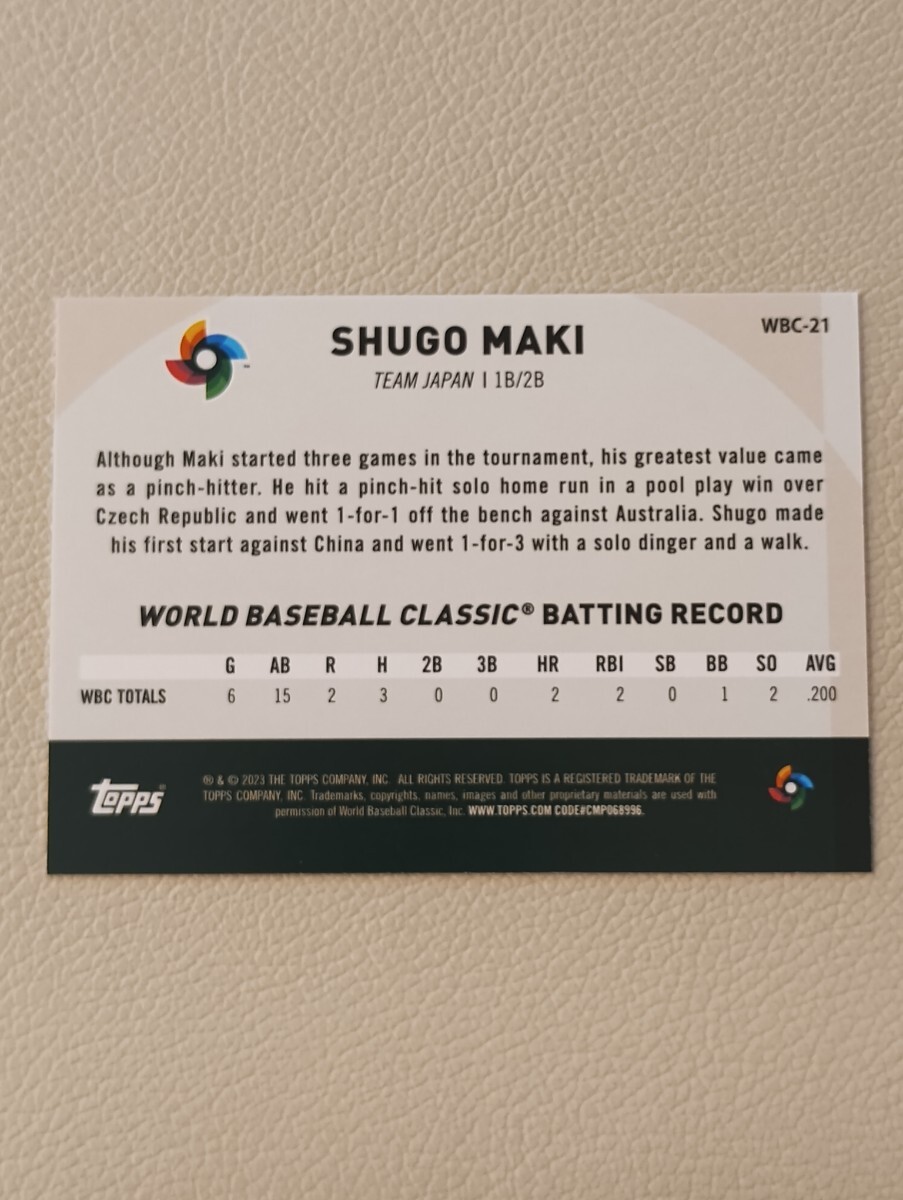 SHUGO MAKI
WBC-21
TEAM JAPAN | 1B/2B
Although Maki started three games in the tournament, his greatest value came
as a pinch-hitter. He hit a pinch-hit solo home run in a pool play win over
Czech Republic and went 1-for-1 off the bench against Australia. Shugo made
his first start against China and went 1-for-3 with a solo dinger and a walk.
WORLD BASEBALL CLASSIC® BATTING RECORD
G AB R H 2B 3B HR RBI SB BB SO AVG
WBC TOTALS 6 15 2 3 0 0 2 2 0 1 2 .200
topps
® & © 2023 THE TOPPS COMPANY, INC. ALL RIGHTS RESERVED. TOPPS IS A REGISTERED TRADEMARK OF THE
TOPPS COMPANY, INC. Trademarks, copyrights, names, images and other proprietary materials are used with
permission of World Baseball Classic, Inc. WWW.TOPPS.COM CODE#CMP068996.